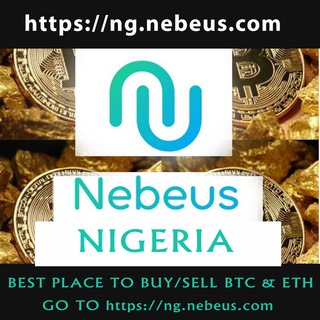 https://ng.nebeus.com
Nebeus
NIGERIA
BEST PLACE TO BUY/SELL BTC & ETH
GO TO https://ng.nebeus.com